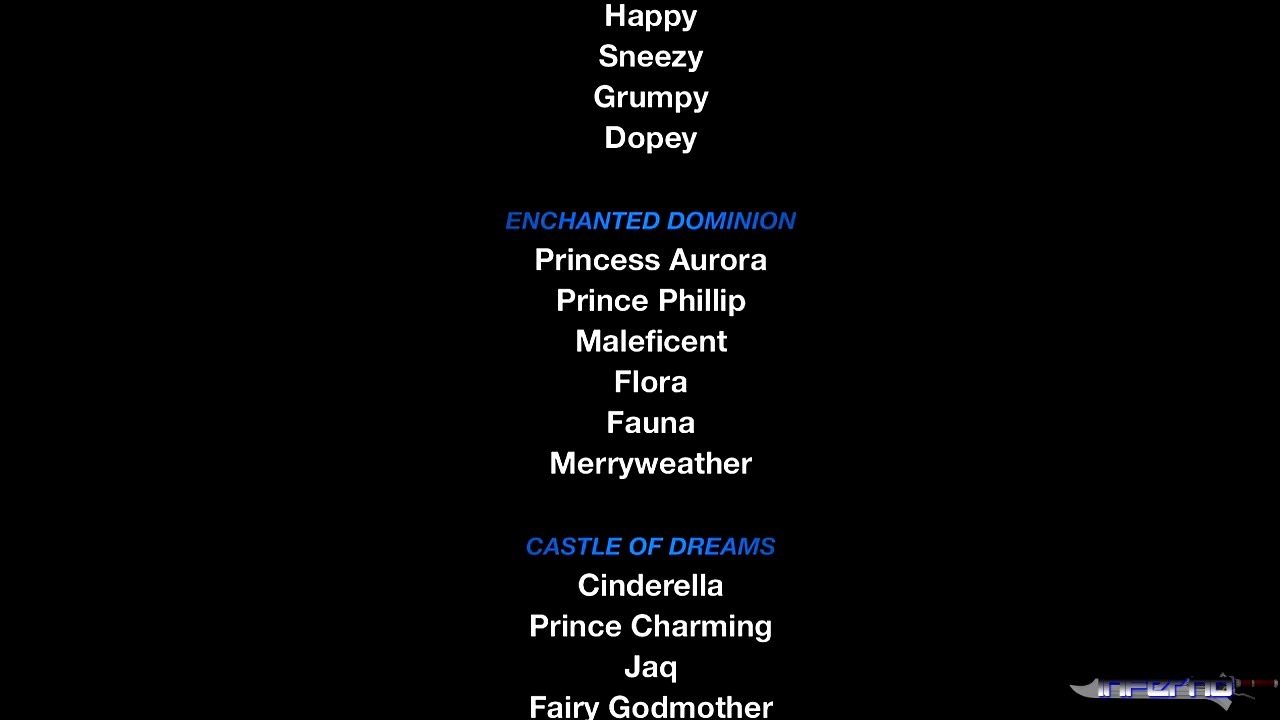 Happy
Sneezy
Grumpy
Dopey
ENCHANTED DOMINION
Princess Aurora
Prince Phillip
Maleficent
Flora
Fauna
Merryweather
CASTLE OF DREAMS
Cinderella
Prince Charming
Jaq
Fairy Godmother
INFERNO